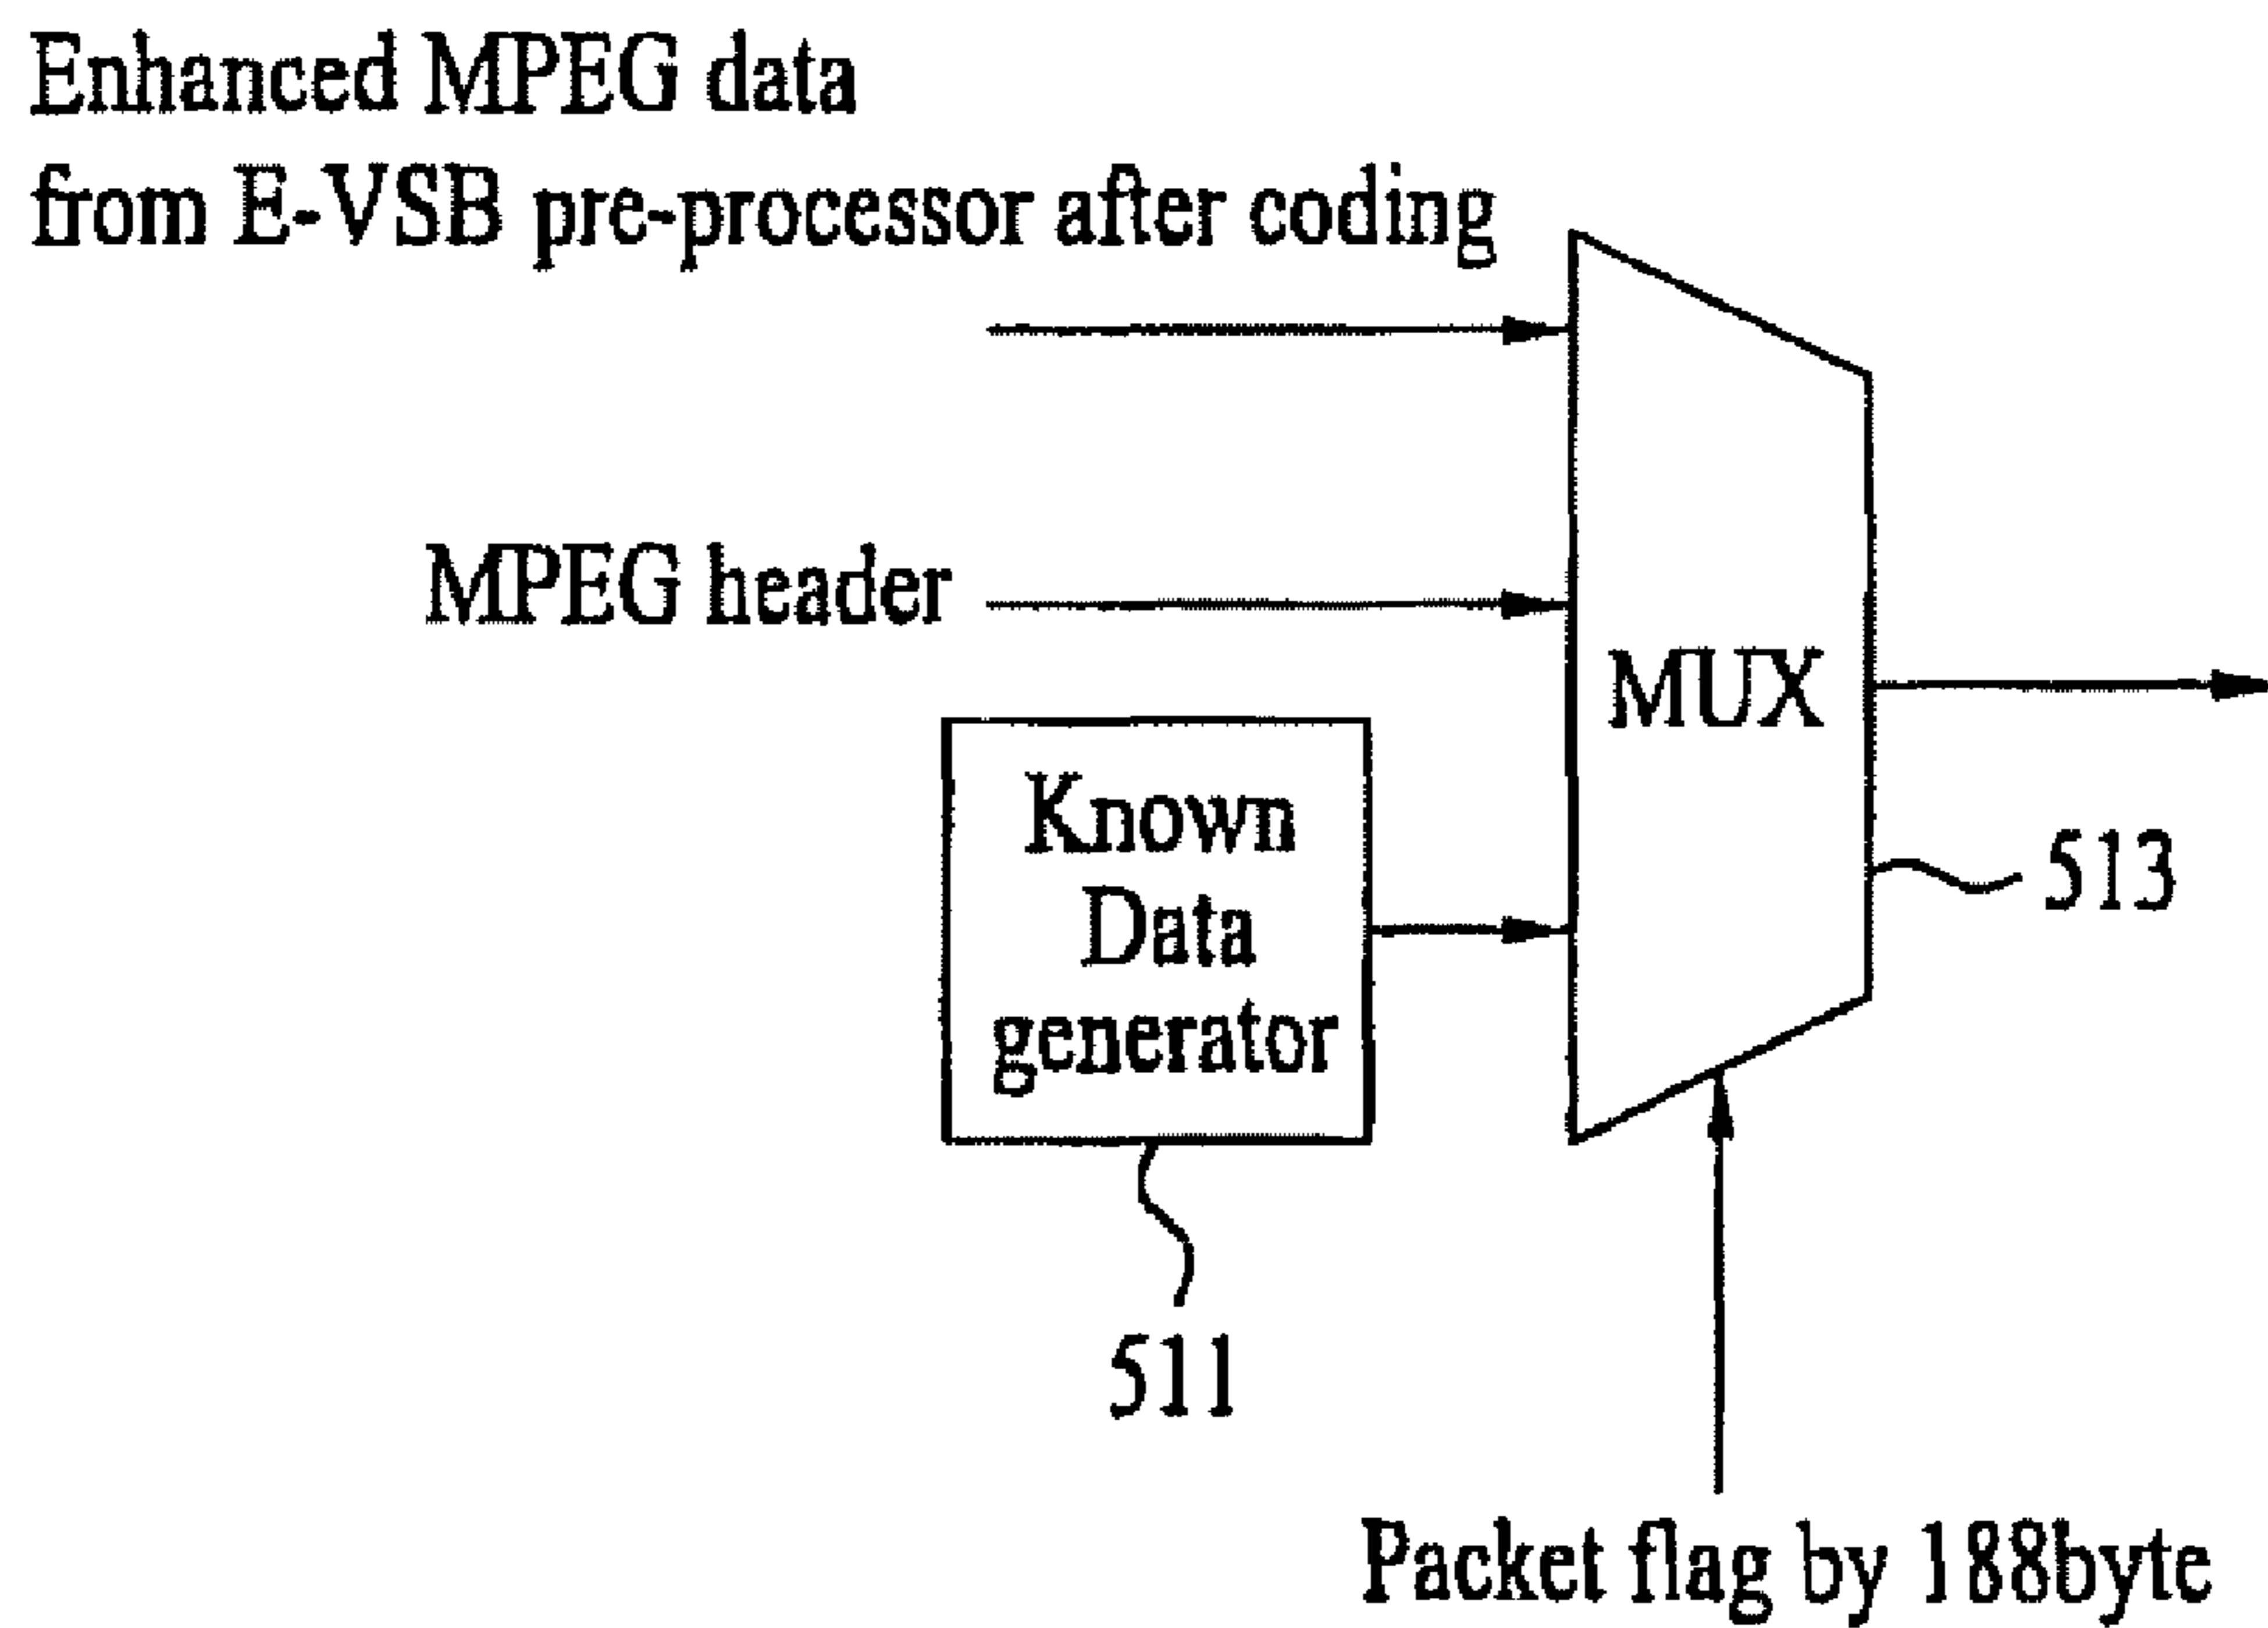 Enhanced MPEG data
from E-VSB pre-processor after coding
MPEG header
MUX
Known
Data
generator
513
511
Packet flag by 188byte